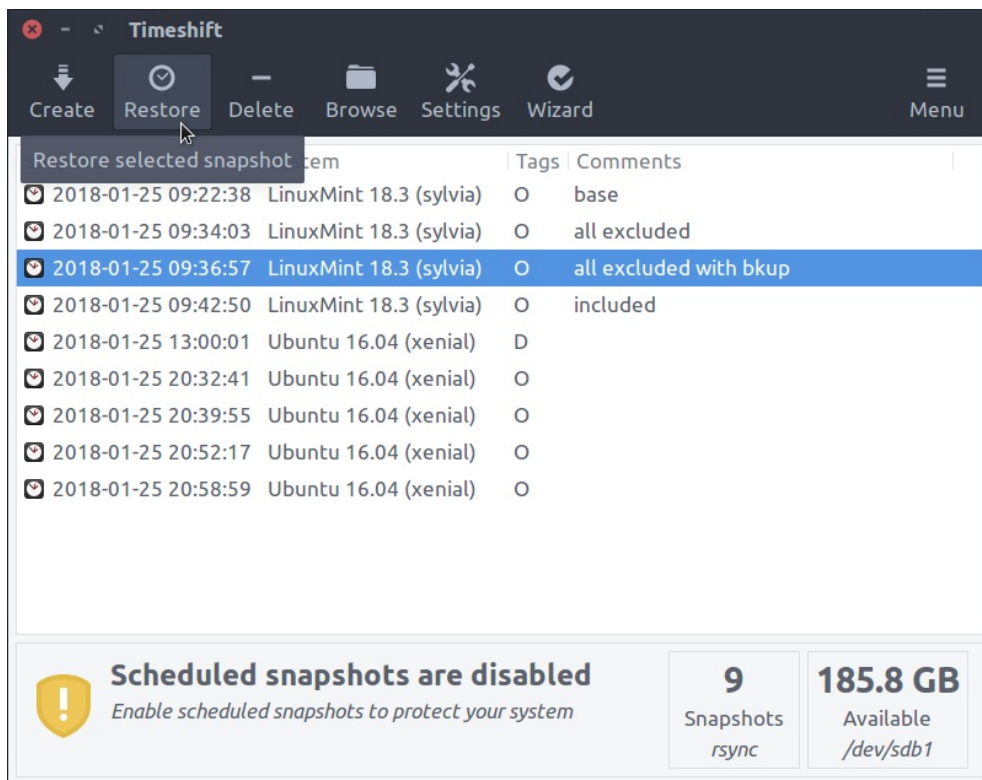 Timeshift
Create Restore Delete Browse Settings Wizard Menu
Restore selected snapshot
Tags Comments
2018-01-25 09:22:38 LinuxMint 18.3 (sylvia) O base
2018-01-25 09:34:03 LinuxMint 18.3 (sylvia) O all excluded
2018-01-25 09:36:57 LinuxMint 18.3 (sylvia) O all excluded with bkup
2018-01-25 09:42:50 LinuxMint 18.3 (sylvia) O included
2018-01-25 13:00:01 Ubuntu 16.04 (xenial) D
2018-01-25 20:32:41 Ubuntu 16.04 (xenial) O
2018-01-25 20:39:55 Ubuntu 16.04 (xenial) O
2018-01-25 20:52:17 Ubuntu 16.04 (xenial) O
2018-01-25 20:58:59 Ubuntu 16.04 (xenial) O
Scheduled snapshots are disabled
Enable scheduled snapshots to protect your system
9
Snapshots
rsync
185.8 GB
Available
/dev/sdb1